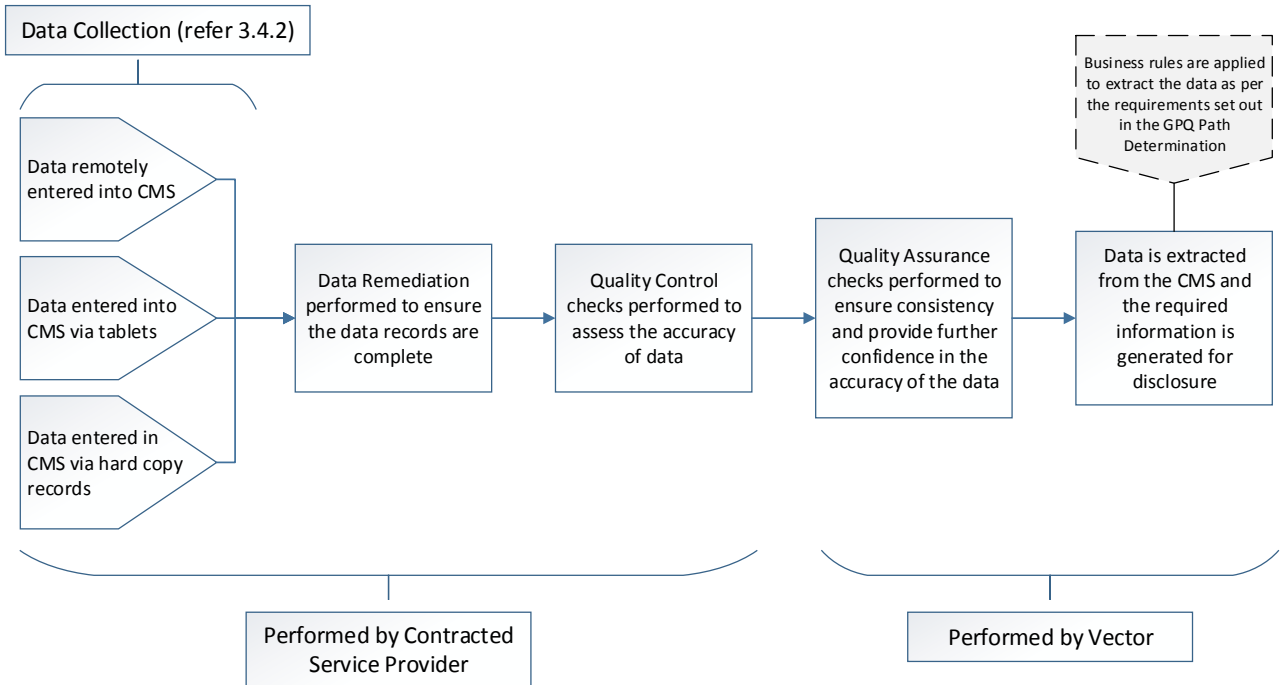 Data Collection (refer 3.4.2)
Data remotely
entered into CMS
Data entered into
CMS via tablets
Data entered in
CMS via hard copy
records
Data Remediation
performed to ensure
the data records are
complete
Quality Control
checks performed to
assess the accuracy
of data
Quality Assurance
checks performed to
ensure consistency
and provide further
confidence in the
accuracy of the data
Business rules are applied
to extract the data as per
the requirements set out
in the GPQ Path
Determination
Data is extracted
from the CMS and
the required
information is
generated for
disclosure
Performed by Contracted
Service Provider
Performed by Vector